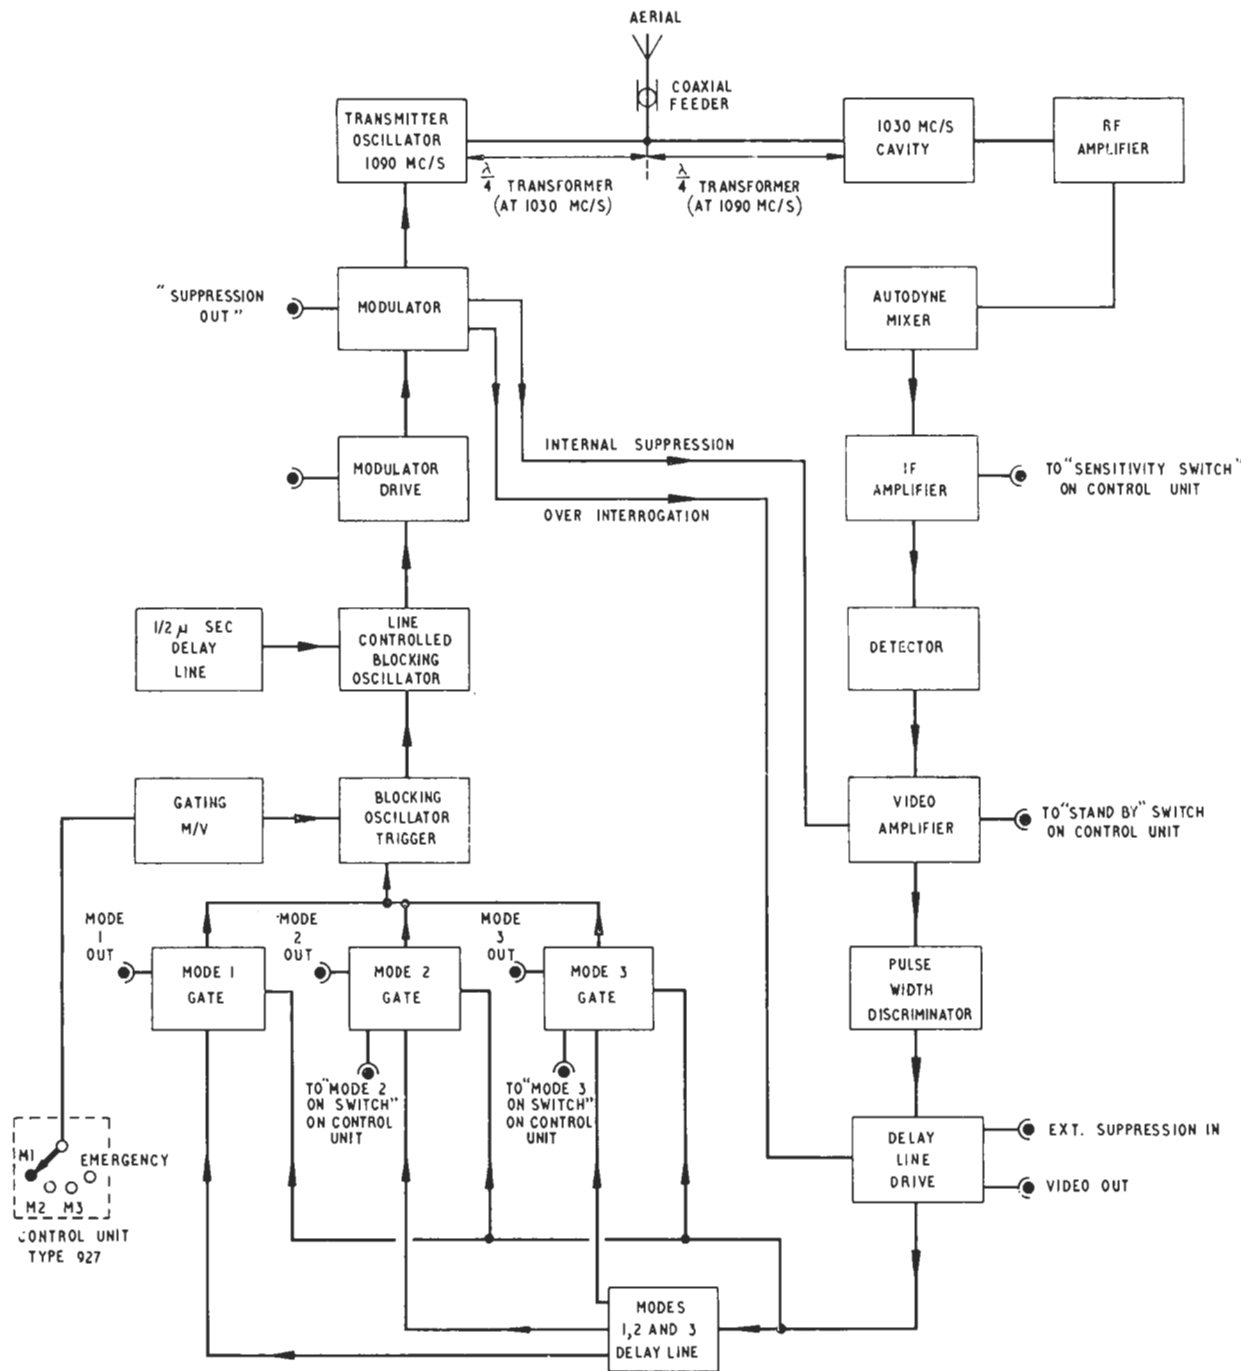 AERIAL
COAXIAL
FEEDER
TRANSMITTER
OSCILLATOR
1090 MC/S
1030 MC/S
CAVITY
RF
AMPLIFIER
λ/4 TRANSFORMER
(AT 1030 MC/S)
λ/4 TRANSFORMER
(AT 1090 MC/S)
"SUPPRESSION
OUT"
MODULATOR
AUTODYNE
MIXER
INTERNAL SUPPRESSION
OVER INTERROGATION
MODULATOR
DRIVE
IF
AMPLIFIER
TO "SENSITIVITY SWITCH"
ON CONTROL UNIT
1/2 μ SEC
DELAY
LINE
LINE
CONTROLLED
BLOCKING
OSCILLATOR
DETECTOR
GATING
M/V
BLOCKING
OSCILLATOR
TRIGGER
VIDEO
AMPLIFIER
TO "STAND BY" SWITCH
ON CONTROL UNIT
MODE
1
OUT
MODE 1
GATE
MODE
2
OUT
MODE 2
GATE
MODE
3
OUT
MODE 3
GATE
PULSE
WIDTH
DISCRIMINATOR
TO "MODE 2
ON SWITCH"
ON CONTROL
UNIT
TO "MODE 3
ON SWITCH"
ON CONTROL
UNIT
DELAY
LINE
DRIVE
EXT. SUPPRESSION IN
VIDEO OUT
M1
EMERGENCY
M2 M3
CONTROL UNIT
TYPE 927
MODES
1,2 AND 3
DELAY LINE